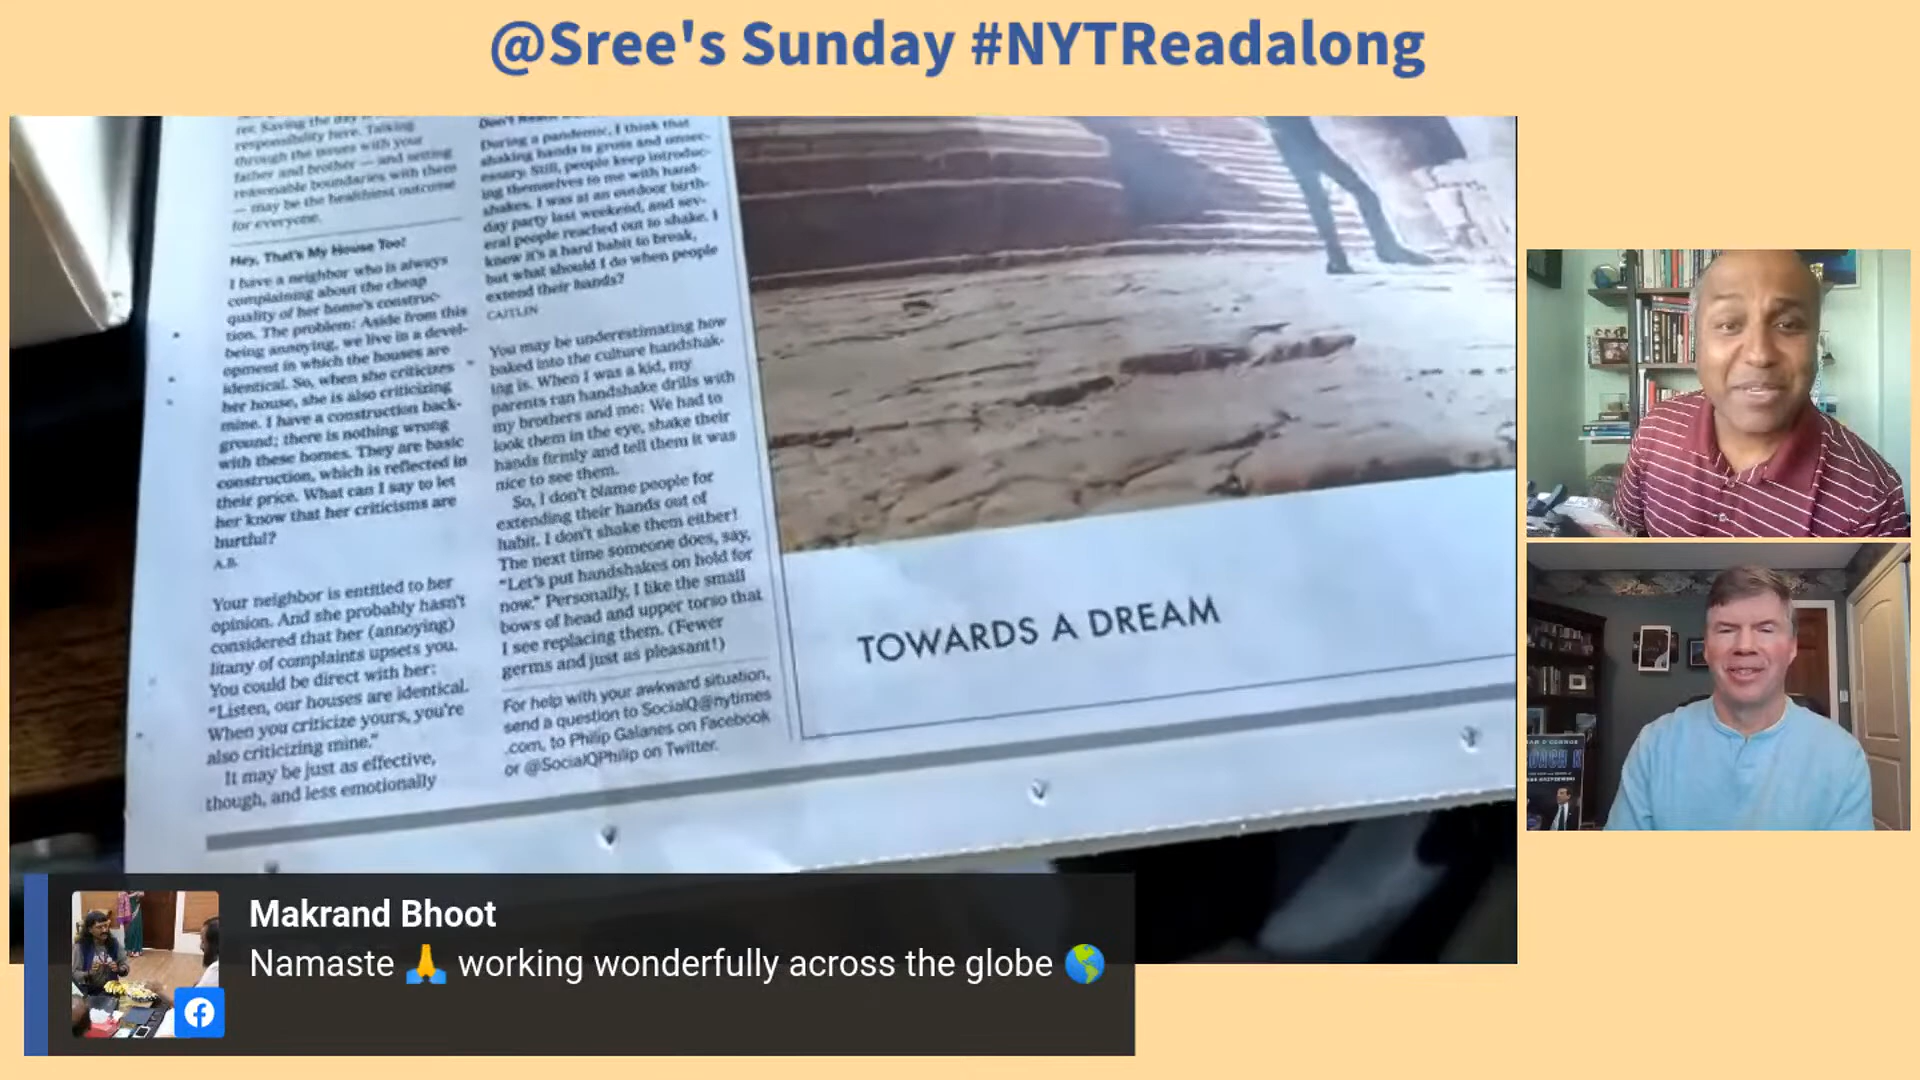 @Sree's Sunday #NYTReadalong
rer. Saving the day is
responsibility here. Talking
through the issues with your
father and brother — and setting
reasonable boundaries with them
— may be the healthiest outcome
for everyone.
Hey, That's My House Too!
I have a neighbor who is always
complaining about the cheap
quality of her home's construc-
tion. The problem: Aside from this
being annoying, we live in a devel-
opment in which the houses are
identical. So, when she criticizes
her house, she is also criticizing
mine. I have a construction back-
ground; there is nothing wrong
with these homes. They are basic
construction, which is reflected in
their price. What can I say to let
her know that her criticisms are
hurtful?
A.B.
Your neighbor is entitled to her
opinion. And she probably hasn't
considered that her (annoying)
litany of complaints upsets you.
You could be direct with her:
"Listen, our houses are identical.
When you criticize yours, you're
also criticizing mine."
It may be just as effective,
though, and less emotionally
Don't
During a pandemic, I think that
shaking hands is gross and unnec-
essary. Still, people keep introduc-
ing themselves to me with hand-
shakes. I was at an outdoor birth-
day party last weekend, and sev-
eral people reached out to shake. I
know it's a hard habit to break,
but what should I do when people
extend their hands?
CAITLIN
You may be underestimating how
baked into the culture handshak-
ing is. When I was a kid, my
parents ran handshake drills with
my brothers and me: We had to
look them in the eye, shake their
hands firmly and tell them it was
nice to see them.
So, I don't blame people for
extending their hands out of
habit. I don't shake them either!
The next time someone does, say,
"Let's put handshakes on hold for
now." Personally, I like the small
bows of head and upper torso that
I see replacing them. (Fewer
germs and just as pleasant!)
For help with your awkward situation,
send a question to SocialQ@nytimes
.com, to Philip Galanes on Facebook
or @SocialQPhilip on Twitter.
TOWARDS A DREAM
COACH K
Makrand Bhoot
Namaste 🙏 working wonderfully across the globe 🌎